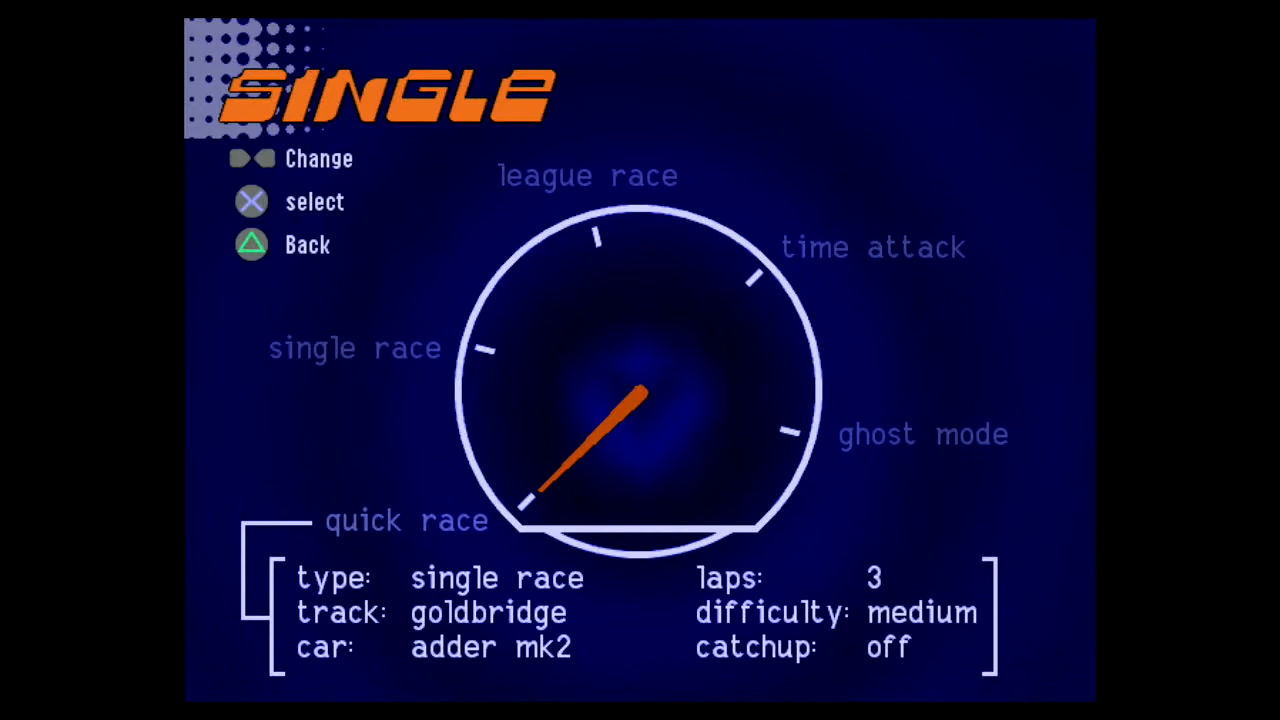 SINGLE
Change
select
Back
league race
time attack
single race
ghost mode
quick race
type: single race laps: 3
track: goldbridge difficulty: medium
car: adder mk2 catchup: off